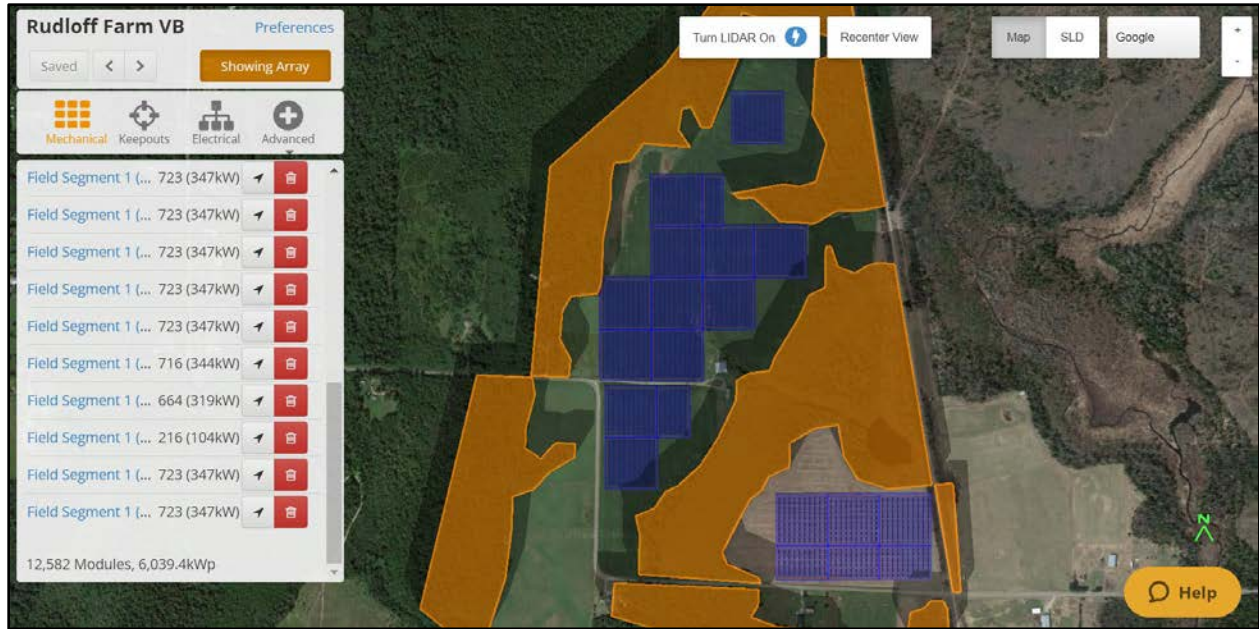 Rudloff Farm VB
Preferences
Saved < >
Showing Array
Mechanical Keepouts Electrical Advanced
Field Segment 1 (... 723 (347kW)
Field Segment 1 (... 723 (347kW)
Field Segment 1 (... 723 (347kW)
Field Segment 1 (... 723 (347kW)
Field Segment 1 (... 723 (347kW)
Field Segment 1 (... 716 (344kW)
Field Segment 1 (... 664 (319kW)
Field Segment 1 (... 216 (104kW)
Field Segment 1 (... 723 (347kW)
Field Segment 1 (... 723 (347kW)
12,582 Modules, 6,039.4kWp
Turn LIDAR On
Recenter View
Map SLD
Google
+
-
N
Help